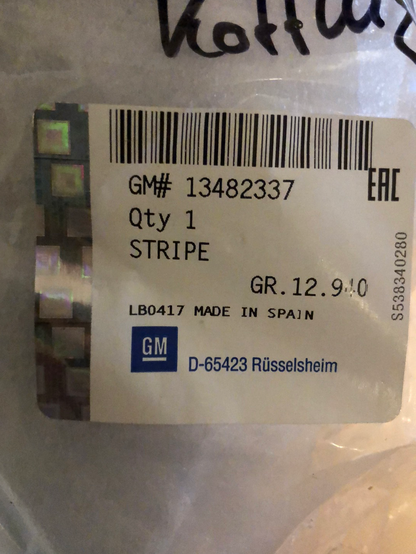 GM# 13482337
EAC
Qty 1
STRIPE
GR.12.940
LB0417 MADE IN SPAIN
S538340280
GM
D-65423 Rüsselsheim